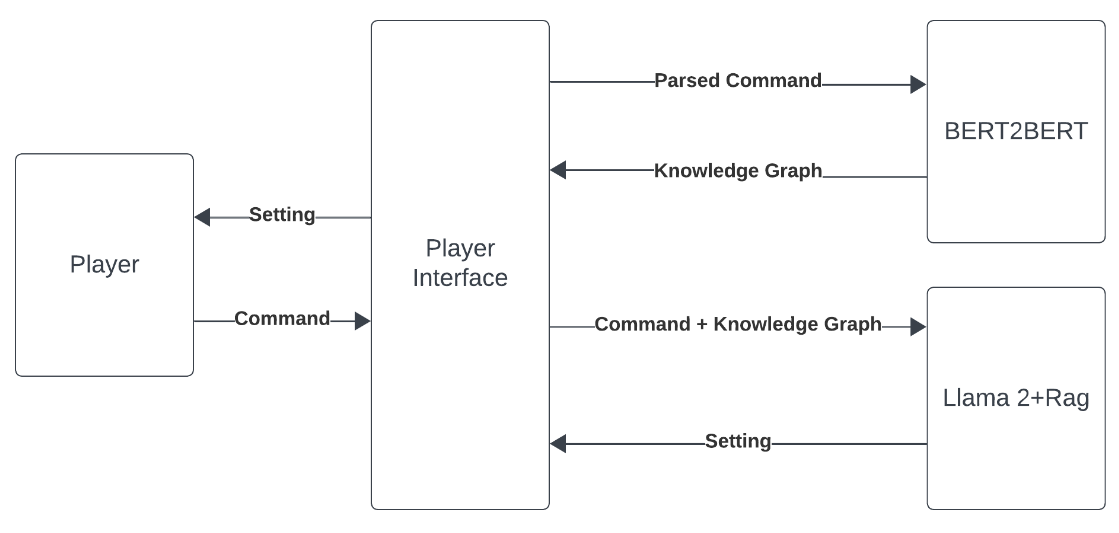 Player
Setting
Command
Player
Interface
Parsed Command
Knowledge Graph
Command + Knowledge Graph
Setting
BERT2BERT
Llama 2+Rag